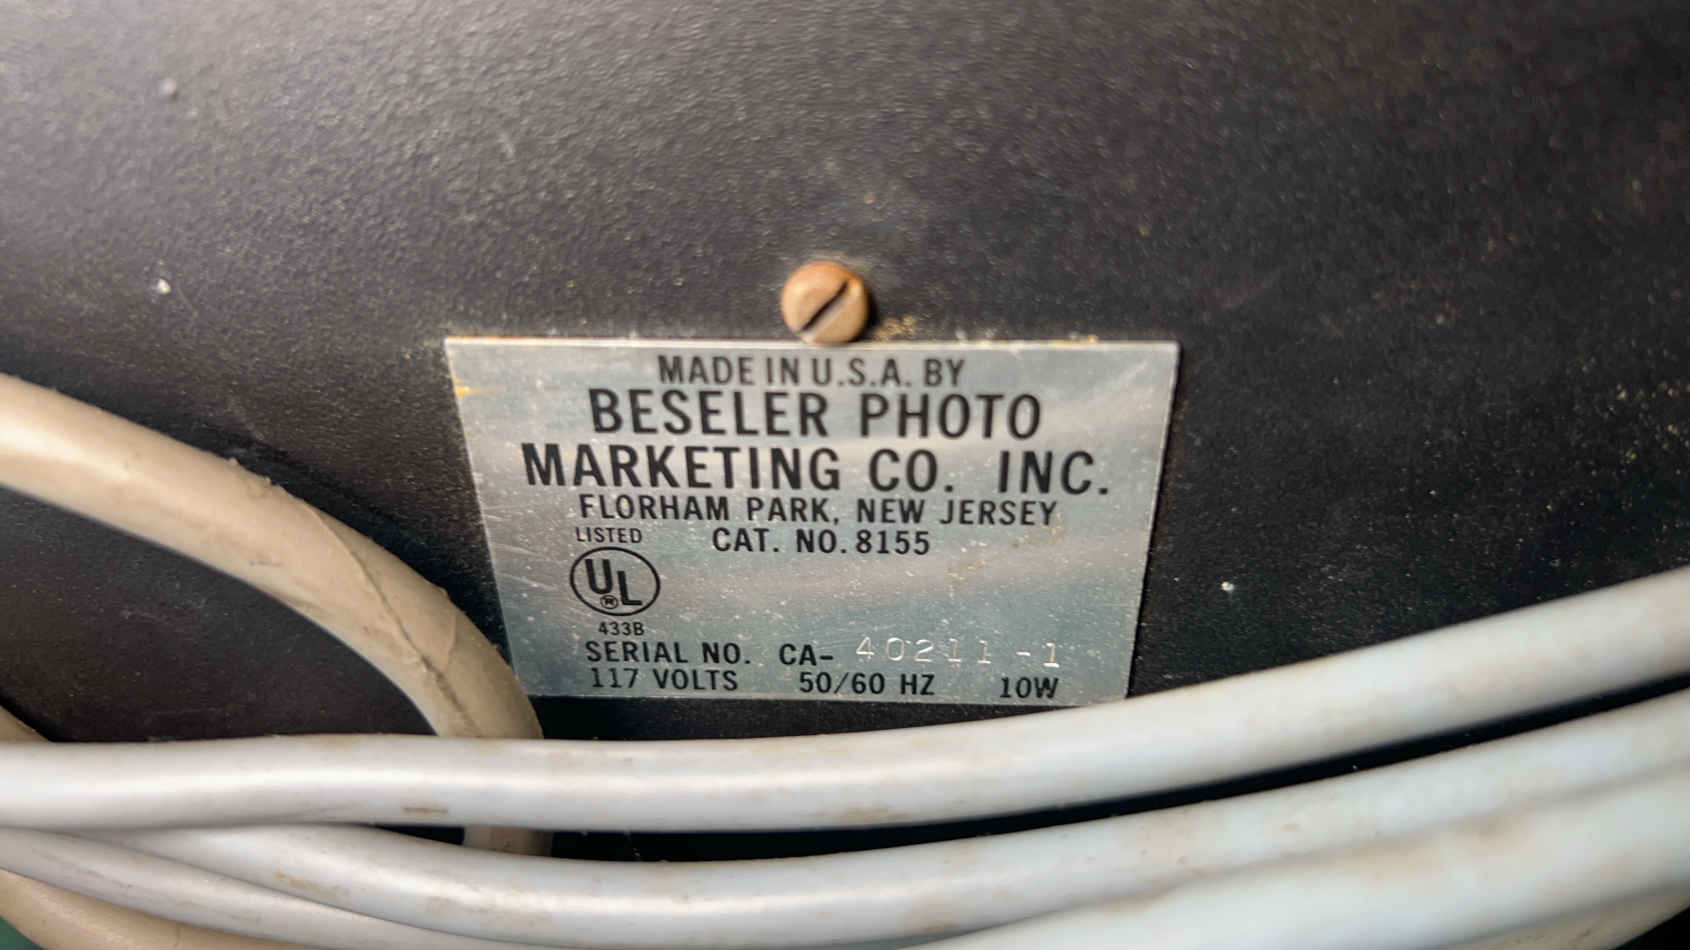 MADE IN U.S.A. BY
BESELER PHOTO
MARKETING CO. INC.
FLORHAM PARK, NEW JERSEY
LISTED CAT. NO. 8155
UL ®
433B
SERIAL NO. CA- 40211-1
117 VOLTS 50/60 HZ 10W